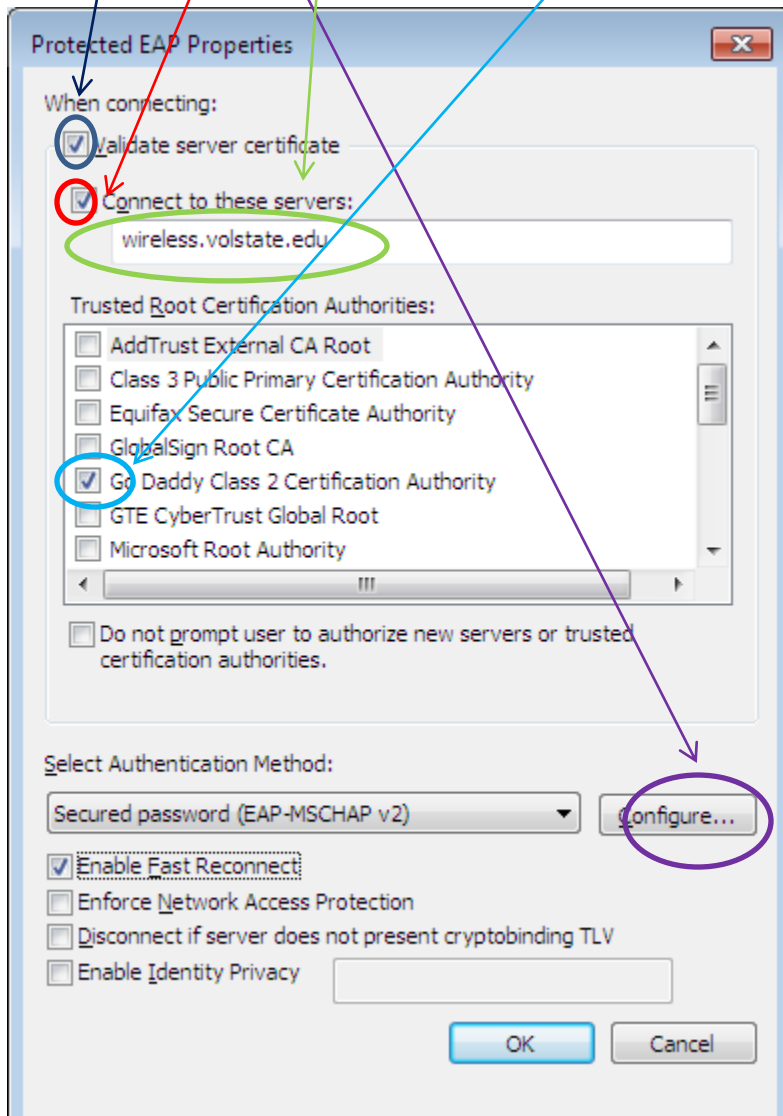 Protected EAP Properties
When connecting:
Validate server certificate
Connect to these servers:
wireless.volstate.edu
Trusted Root Certification Authorities:
AddTrust External CA Root
Class 3 Public Primary Certification Authority
Equifax Secure Certificate Authority
GlobalSign Root CA
Go Daddy Class 2 Certification Authority
GTE CyberTrust Global Root
Microsoft Root Authority
Do not prompt user to authorize new servers or trusted
certification authorities.
Select Authentication Method:
Secured password (EAP-MSCHAP v2)
Configure...
Enable Fast Reconnect
Enforce Network Access Protection
Disconnect if server does not present cryptobinding TLV
Enable Identity Privacy
OK
Cancel